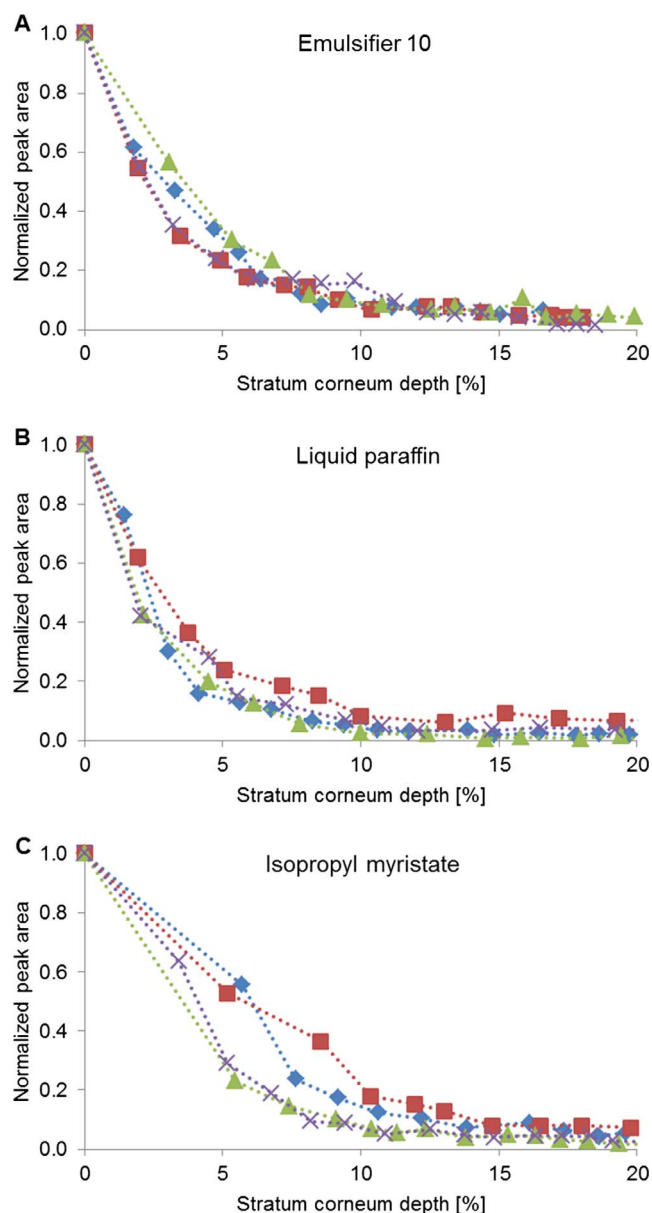 A
Emulsifier 10
Normalized peak area
1.0
0.8
0.6
0.4
0.2
0.0
0 5 10 15 20
Stratum corneum depth [%]
B
Liquid paraffin
Normalized peak area
1.0
0.8
0.6
0.4
0.2
0.0
0 5 10 15 20
Stratum corneum depth [%]
C
Isopropyl myristate
Normalized peak area
1.0
0.8
0.6
0.4
0.2
0.0
0 5 10 15 20
Stratum corneum depth [%]